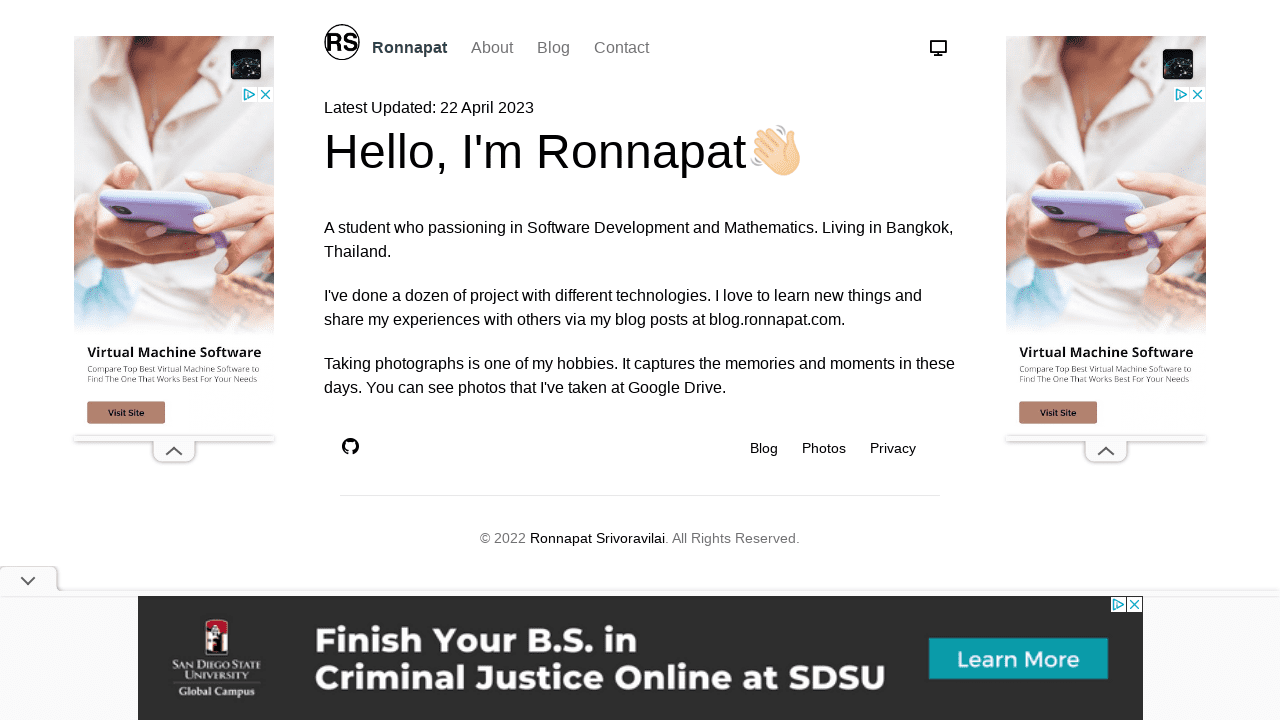 RS
Ronnapat About Blog Contact
Latest Updated: 22 April 2023
Hello, I'm Ronnapat👋🏼
A student who passioning in Software Development and Mathematics. Living in Bangkok,
Thailand.
I've done a dozen of project with different technologies. I love to learn new things and
share my experiences with others via my blog posts at blog.ronnapat.com.
Taking photographs is one of my hobbies. It captures the memories and moments in these
days. You can see photos that I've taken at Google Drive.
Blog Photos Privacy
© 2022 Ronnapat Srivoravilai. All Rights Reserved.
Virtual Machine Software
Compare Top Best Virtual Machine Software to
Find The One That Works Best For Your Needs
Visit Site
Virtual Machine Software
Compare Top Best Virtual Machine Software to
Find The One That Works Best For Your Needs
Visit Site
SAN DIEGO STATE
UNIVERSITY
Global Campus
Finish Your B.S. in
Criminal Justice Online at SDSU
Learn More